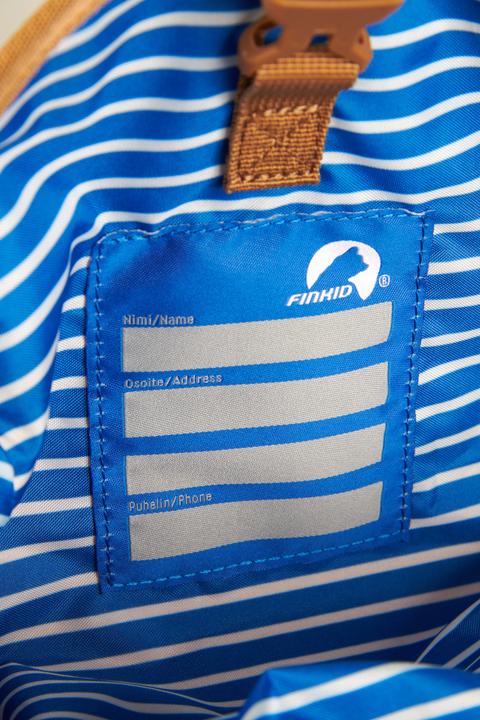 FINKID ®
Nimi/Name
Osoite/Address
Puhelin/Phone